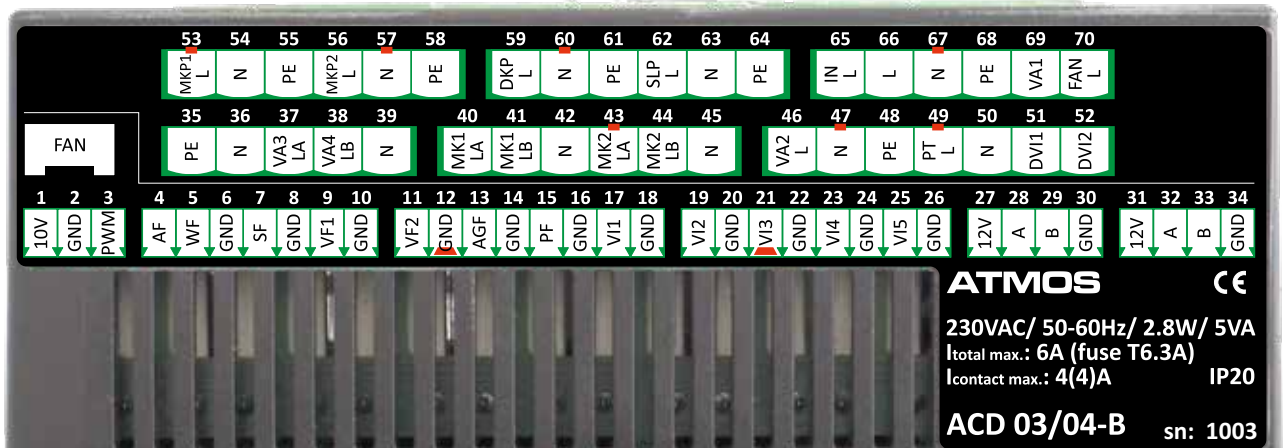 53 54 55 56 57 58 59 60 61 62 63 64 65 66 67 68 69 70
MKP1 L N PE MKP2 L N PE DKP L N PE SLP L N PE IN L L N PE VA1 FAN L
35 36 37 38 39 40 41 42 43 44 45 46 47 48 49 50 51 52
FAN
PE N VA3 LA VA4 LB N MK1 LA MK1 LB N MK2 LA MK2 LB N VA2 L N PE PT L N DVI1 DVI2
1 2 3 4 5 6 7 8 9 10 11 12 13 14 15 16 17 18 19 20 21 22 23 24 25 26 27 28 29 30 31 32 33 34
10V GND PWM AF WF GND SF GND VF1 GND VF2 GND AGF GND PF GND VI1 GND VI2 GND VI3 GND VI4 GND VI5 GND 12V A B GND 12V A B GND
ATMOS CE
230VAC/ 50-60Hz/ 2.8W/ 5VA
Itotal max.: 6A (fuse T6.3A)
Icontact max.: 4(4)A IP20
ACD 03/04-B sn: 1003